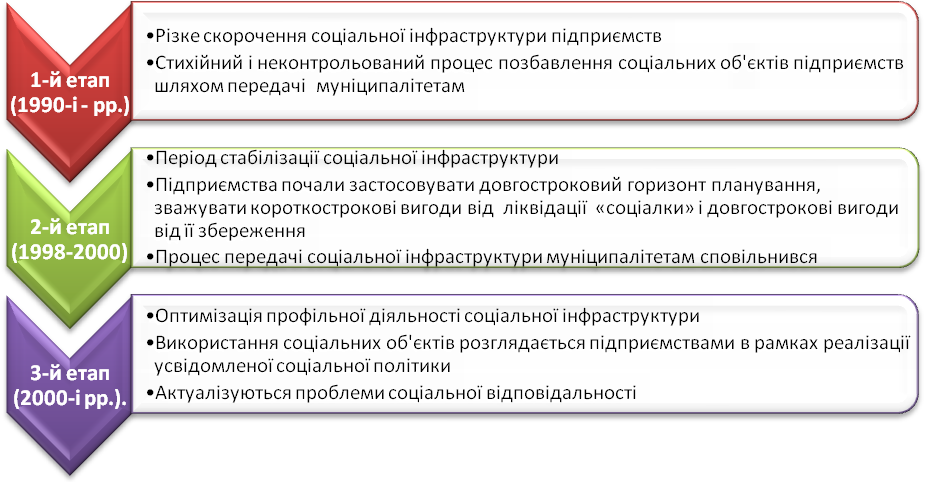 1-й етап
(1990-і - рр.)
•Різке скорочення соціальної інфраструктури підприємств
•Стихійний і неконтрольований процес позбавлення соціальних об'єктів підприємств
шляхом передачі муніципалітетам
2-й етап
(1998-2000)
•Період стабілізації соціальної інфраструктури
•Підприємства почали застосовувати довгостроковий горизонт планування,
зважувати короткострокові вигоди від ліквідації «соціалки» і довгострокові вигоди
від її збереження
•Процес передачі соціальної інфраструктури муніципалітетам сповільнився
3-й етап
(2000-і рр.).
•Оптимізація профільної діяльності соціальної інфраструктури
•Використання соціальних об'єктів розглядається підприємствами в рамках реалізації
усвідомленої соціальної політики
•Актуалізуються проблеми соціальної відповідальності